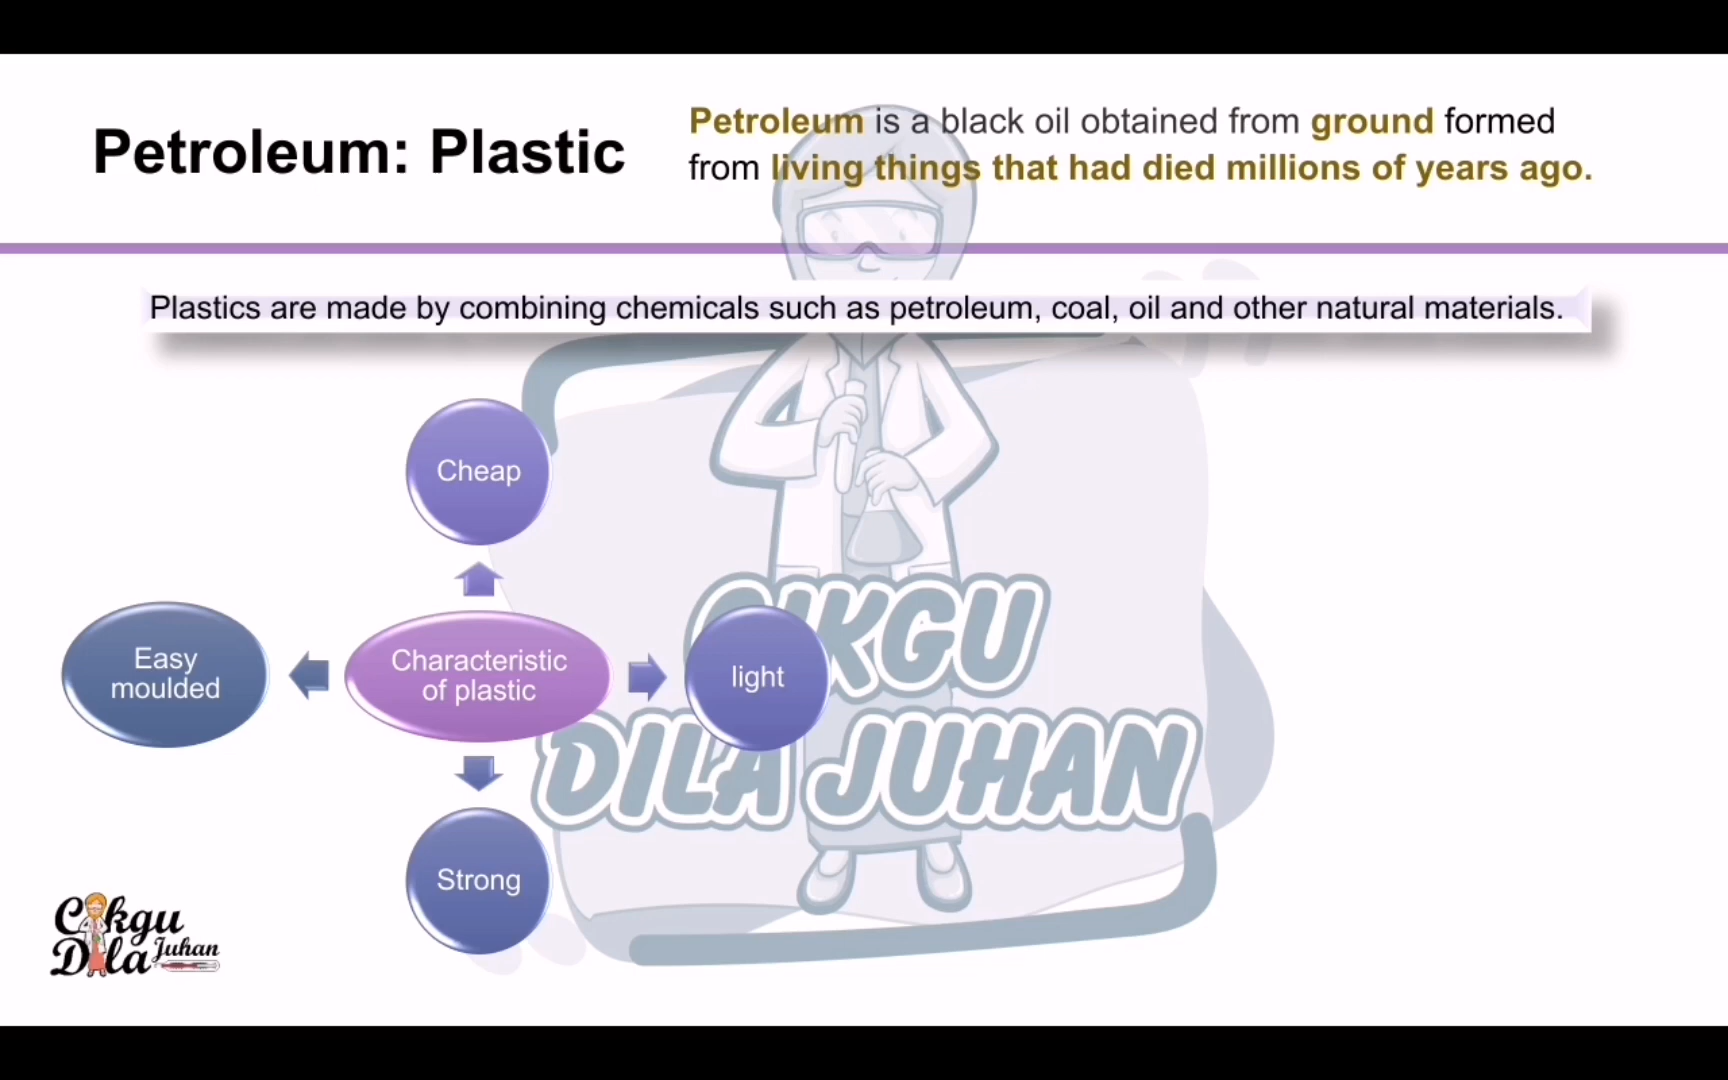 Petroleum: Plastic
Petroleum is a black oil obtained from ground formed
from living things that had died millions of years ago.
Plastics are made by combining chemicals such as petroleum, coal, oil and other natural materials.
Cheap
Easy
moulded
Characteristic
of plastic
light
Strong
CIKGU
DILA JUHAN
Cikgu
Dila Juhan